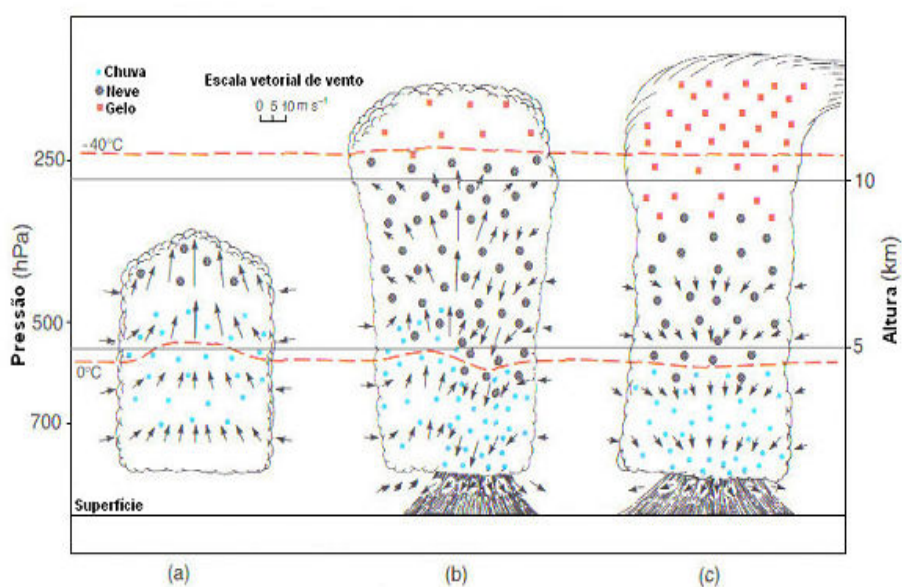 Chuva
Neve
Gelo
Escala vetorial de vento
0 5 10 m s⁻¹
-40°C
250
10
Pressão (hPa)
Altura (km)
500
5
0°C
700
Superfície
(a)
(b)
(c)